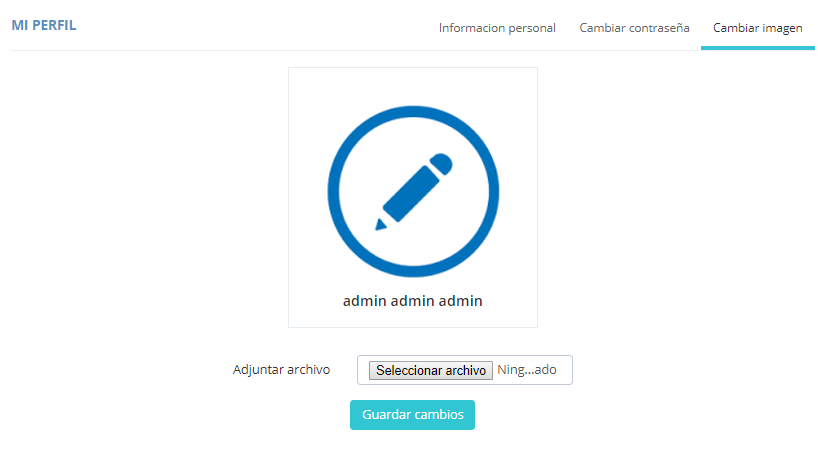 MI PERFIL
Informacion personal
Cambiar contraseña
Cambiar imagen
admin admin admin
Adjuntar archivo
Seleccionar archivo Ning...ado
Guardar cambios